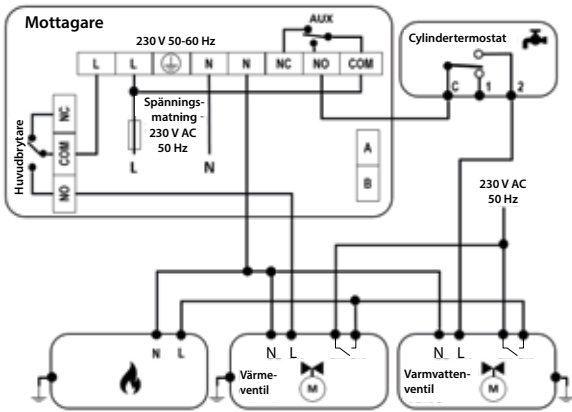 Mottagare
AUX
230 V 50-60 Hz
L L N N NC NO COM
Cylindertermostat
C 1 2
Spännings-
matning
230 V AC
50 Hz
L N
Huvudbrytare
NC
COM
NO
A
B
230 V AC
50 Hz
N L
Värme-
ventil
N L
M
Varmvatten-
ventil
N L
M